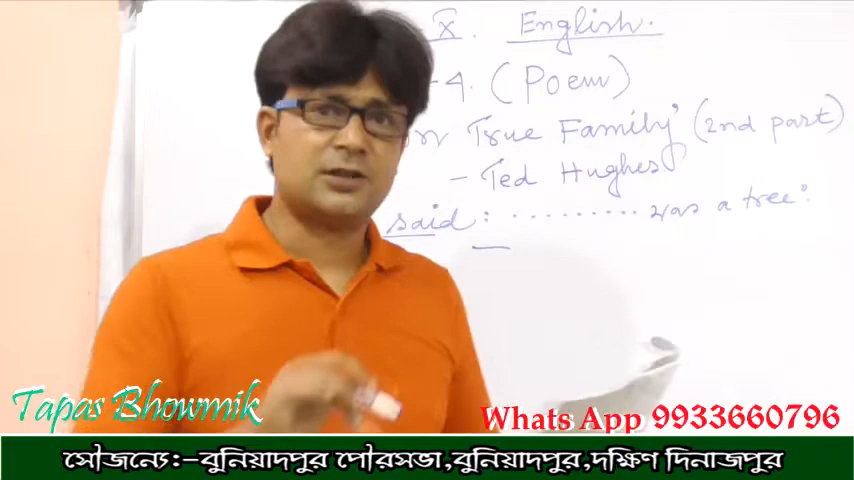 X. English.
- 4. (Poem)
True Family' (2nd part)
- Ted Hughes
said : .......... was a tree':
Tapas Bhowmik
Whats App 9933660796
সৌজন্যে:-বুনিয়াদপুর পৌরসভা,বুনিয়াদপুর,দক্ষিণ দিনাজপুর